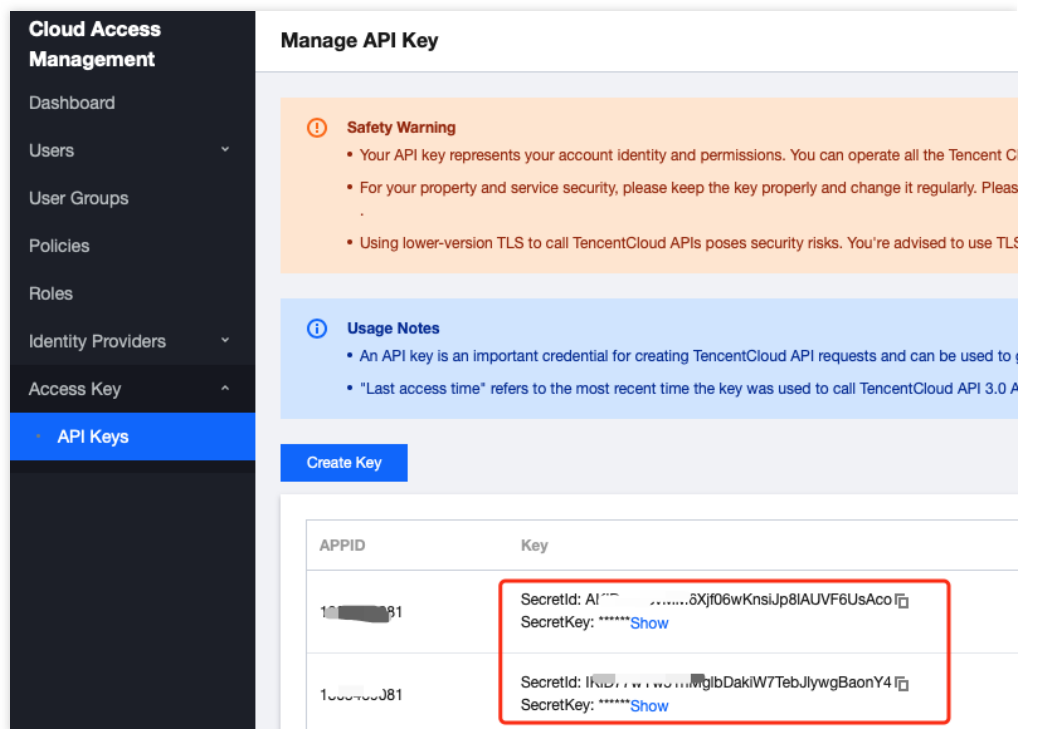 Cloud Access
Management
Dashboard
Users
User Groups
Policies
Roles
Identity Providers
Access Key
API Keys
Manage API Key
Safety Warning
• Your API key represents your account identity and permissions. You can operate all the Tencent
• For your property and service security, please keep the key properly and change it regularly.
.
• Using lower-version TLS to call TencentCloud APIs poses security risks. You're advised to use TLS
Usage Notes
• An API key is an important credential for creating TencentCloud API requests and can be used to
• "Last access time" refers to the most recent time the key was used to call TencentCloud API 3.0
Create Key
APPID
Key
SecretId:
SecretKey: ******Show
SecretId:
SecretKey: ******Show